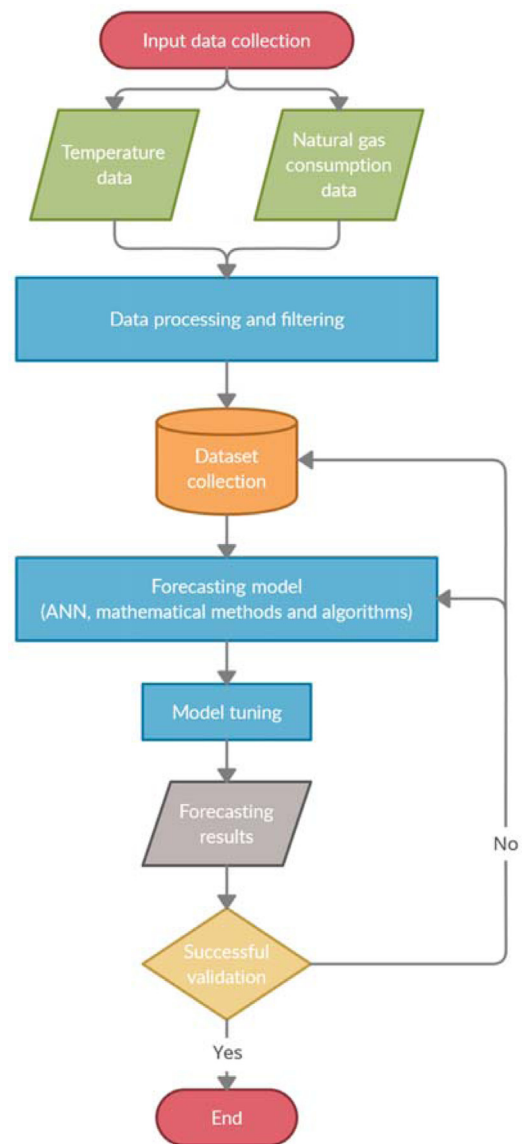 Input data collection
Temperature
data
Natural gas
consumption
data
Data processing and filtering
Dataset
collection
Forecasting model
(ANN, mathematical methods and algorithms)
Model tuning
Forecasting
results
No
Successful
validation
Yes
End